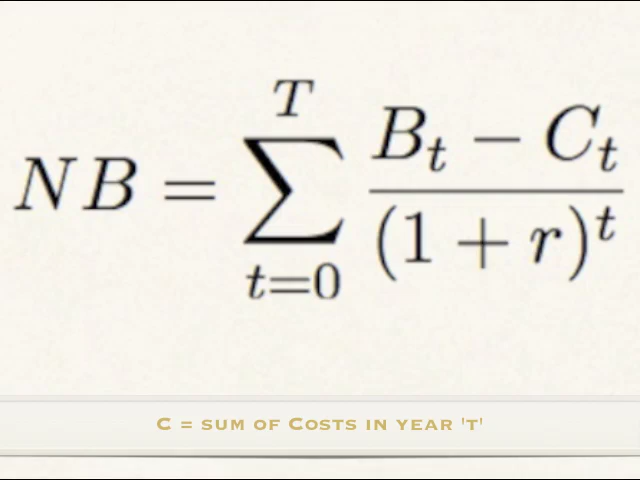 NB = \sum_{t=0}^{T} \frac{B_t - C_t}{(1 + r)^t}
C = SUM OF COSTS IN YEAR 'T'